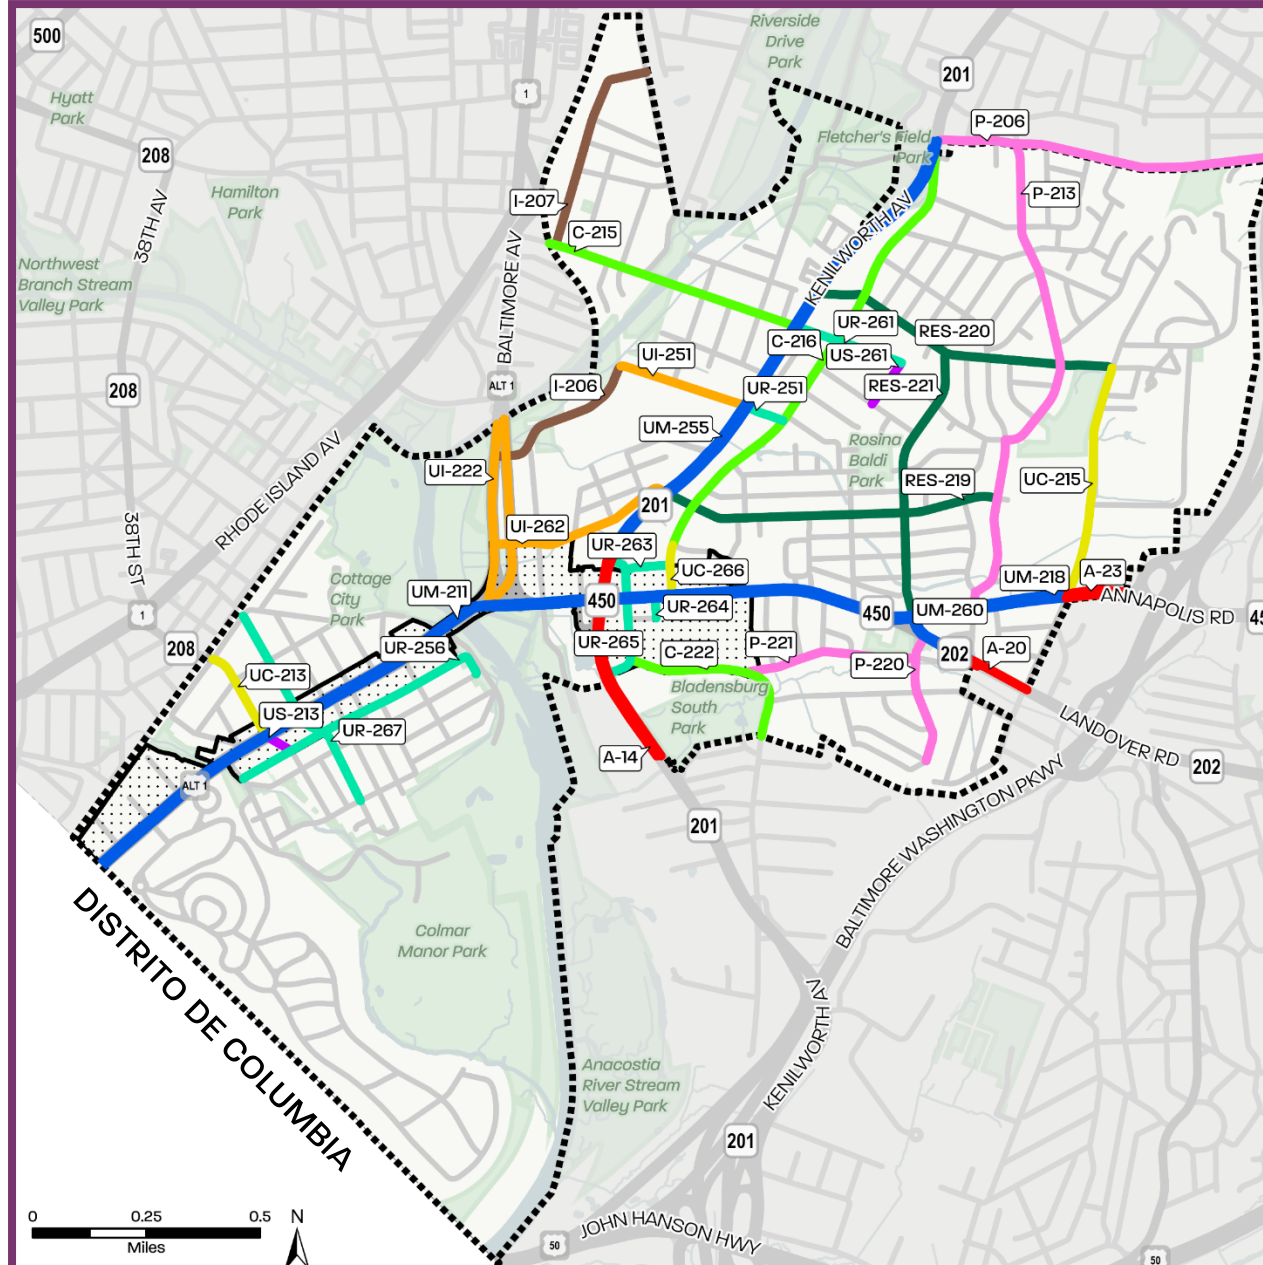 500
Riverside
Drive
Park
201
1
Hyatt
Park
P-206
Fletcher's Field
Park
208
P-213
Hamilton
Park
I-207
38TH AV
C-215
KENILWORTH AV
Northwest
Branch Stream
Valley Park
BALTIMORE AV
UR-261
RES-220
C-216
US-261
UI-251
ALT 1
I-206
RES-221
208
UR-251
UM-255
Rosina
Baldi
Park
UI-222
RES-219
UC-215
RHODE ISLAND AV
201
UI-262
38TH ST
UR-263
UC-266
Cottage
City
Park
UM-211
UM-218
A-23
450
UR-264
450
UM-260
ANNAPOLIS RD
45
1
208
UR-256
UR-265
C-222
P-221
P-220
202
A-20
UC-213
Bladensburg
South
Park
US-213
UR-267
LANDOVER RD
A-14
202
ALT 1
201
BALTIMORE WASHINGTON PKWY
DISTRITO DE COLUMBIA
Colmar
Manor Park
KENILWORTH AV
Anacostia
River Stream
Valley Park
201
0 0.25 0.5
Miles
N
JOHN HANSON HWY
50
50